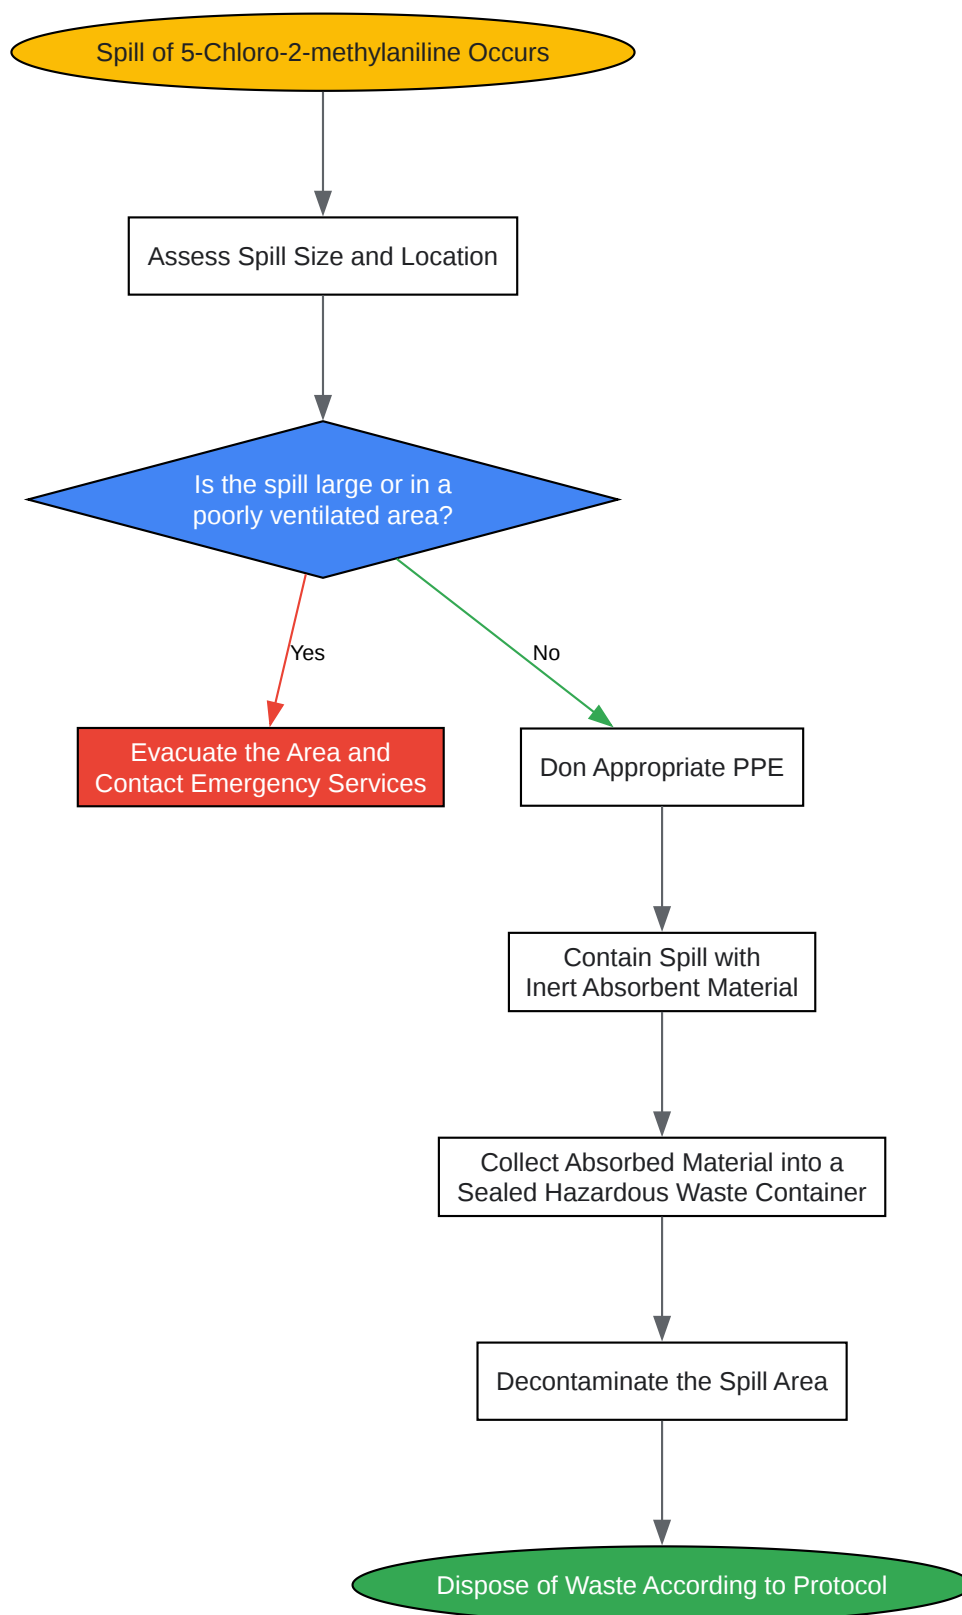 Spill of 5-Chloro-2-methylaniline Occurs
Assess Spill Size and Location
Is the spill large or in a
poorly ventilated area?
Yes
No
Evacuate the Area and
Contact Emergency Services
Don Appropriate PPE
Contain Spill with
Inert Absorbent Material
Collect Absorbed Material into a
Sealed Hazardous Waste Container
Decontaminate the Spill Area
Dispose of Waste According to Protocol